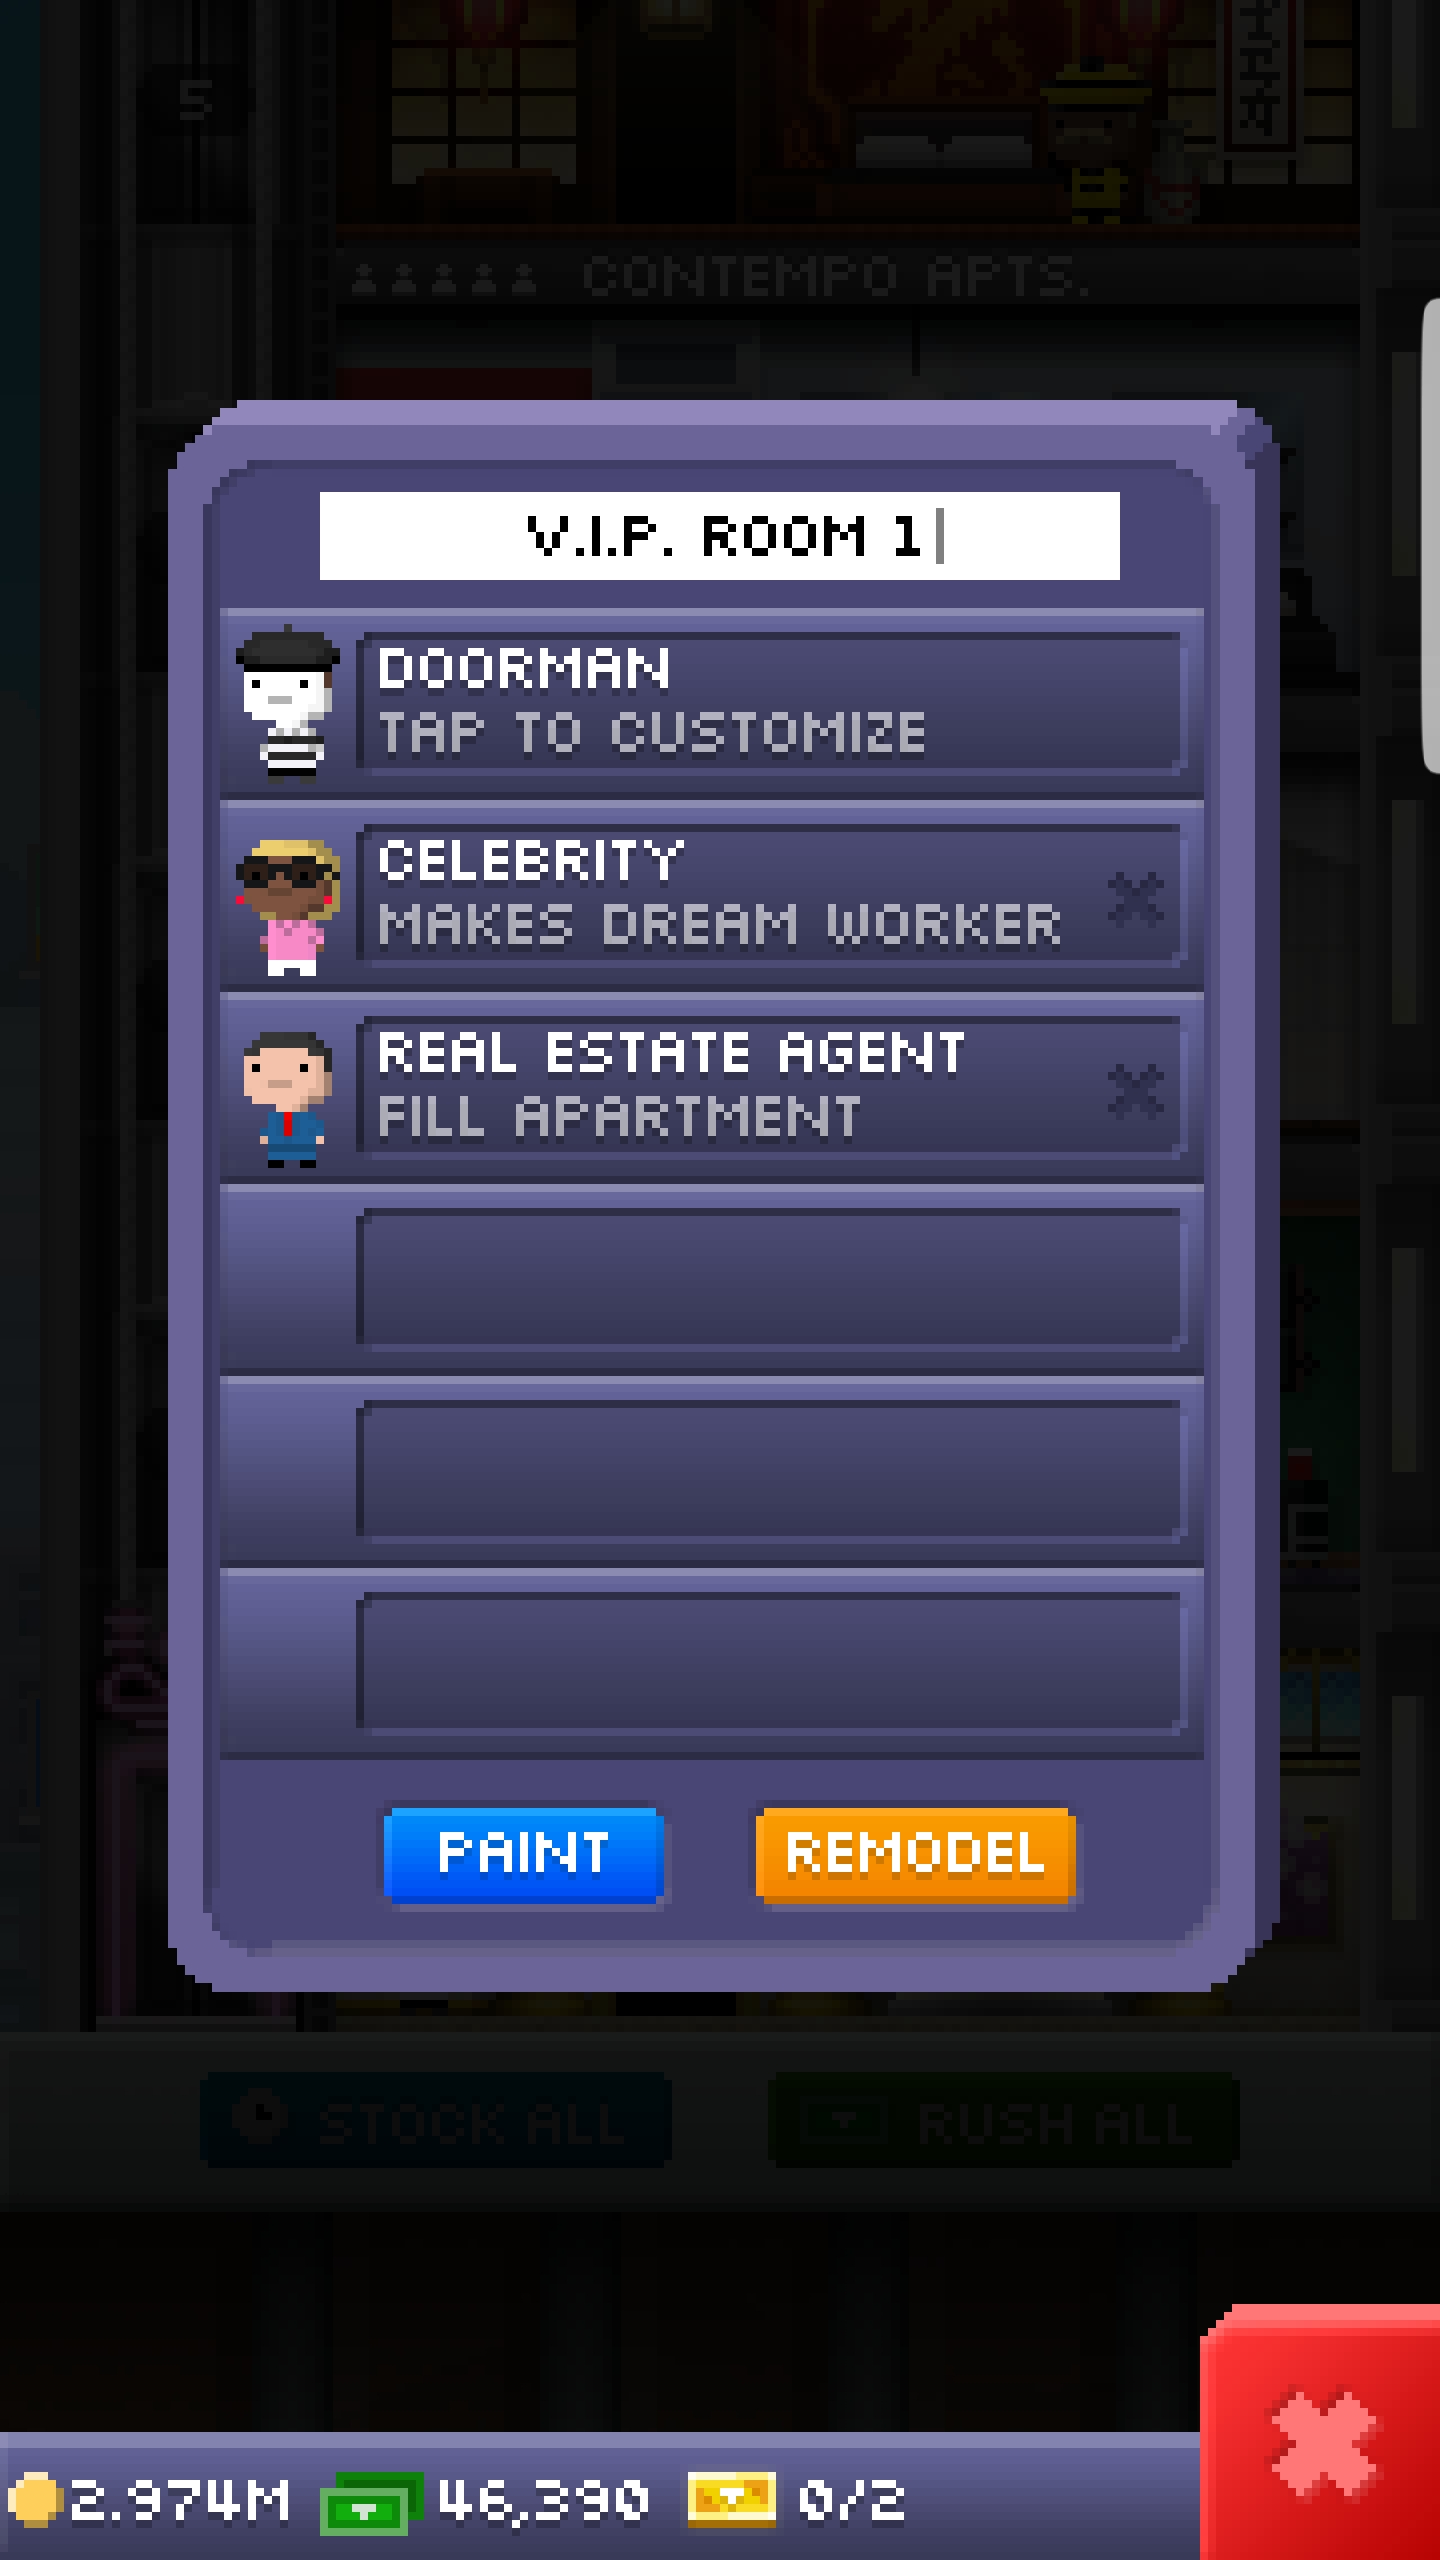 5
CONTEMPO APTS.
V.I.P. ROOM 1
DOORMAN
TAP TO CUSTOMIZE
CELEBRITY
MAKES DREAM WORKER
REAL ESTATE AGENT
FILL APARTMENT
PAINT REMODEL
STOCK ALL RUSH ALL
2.974M 46,390 0/2